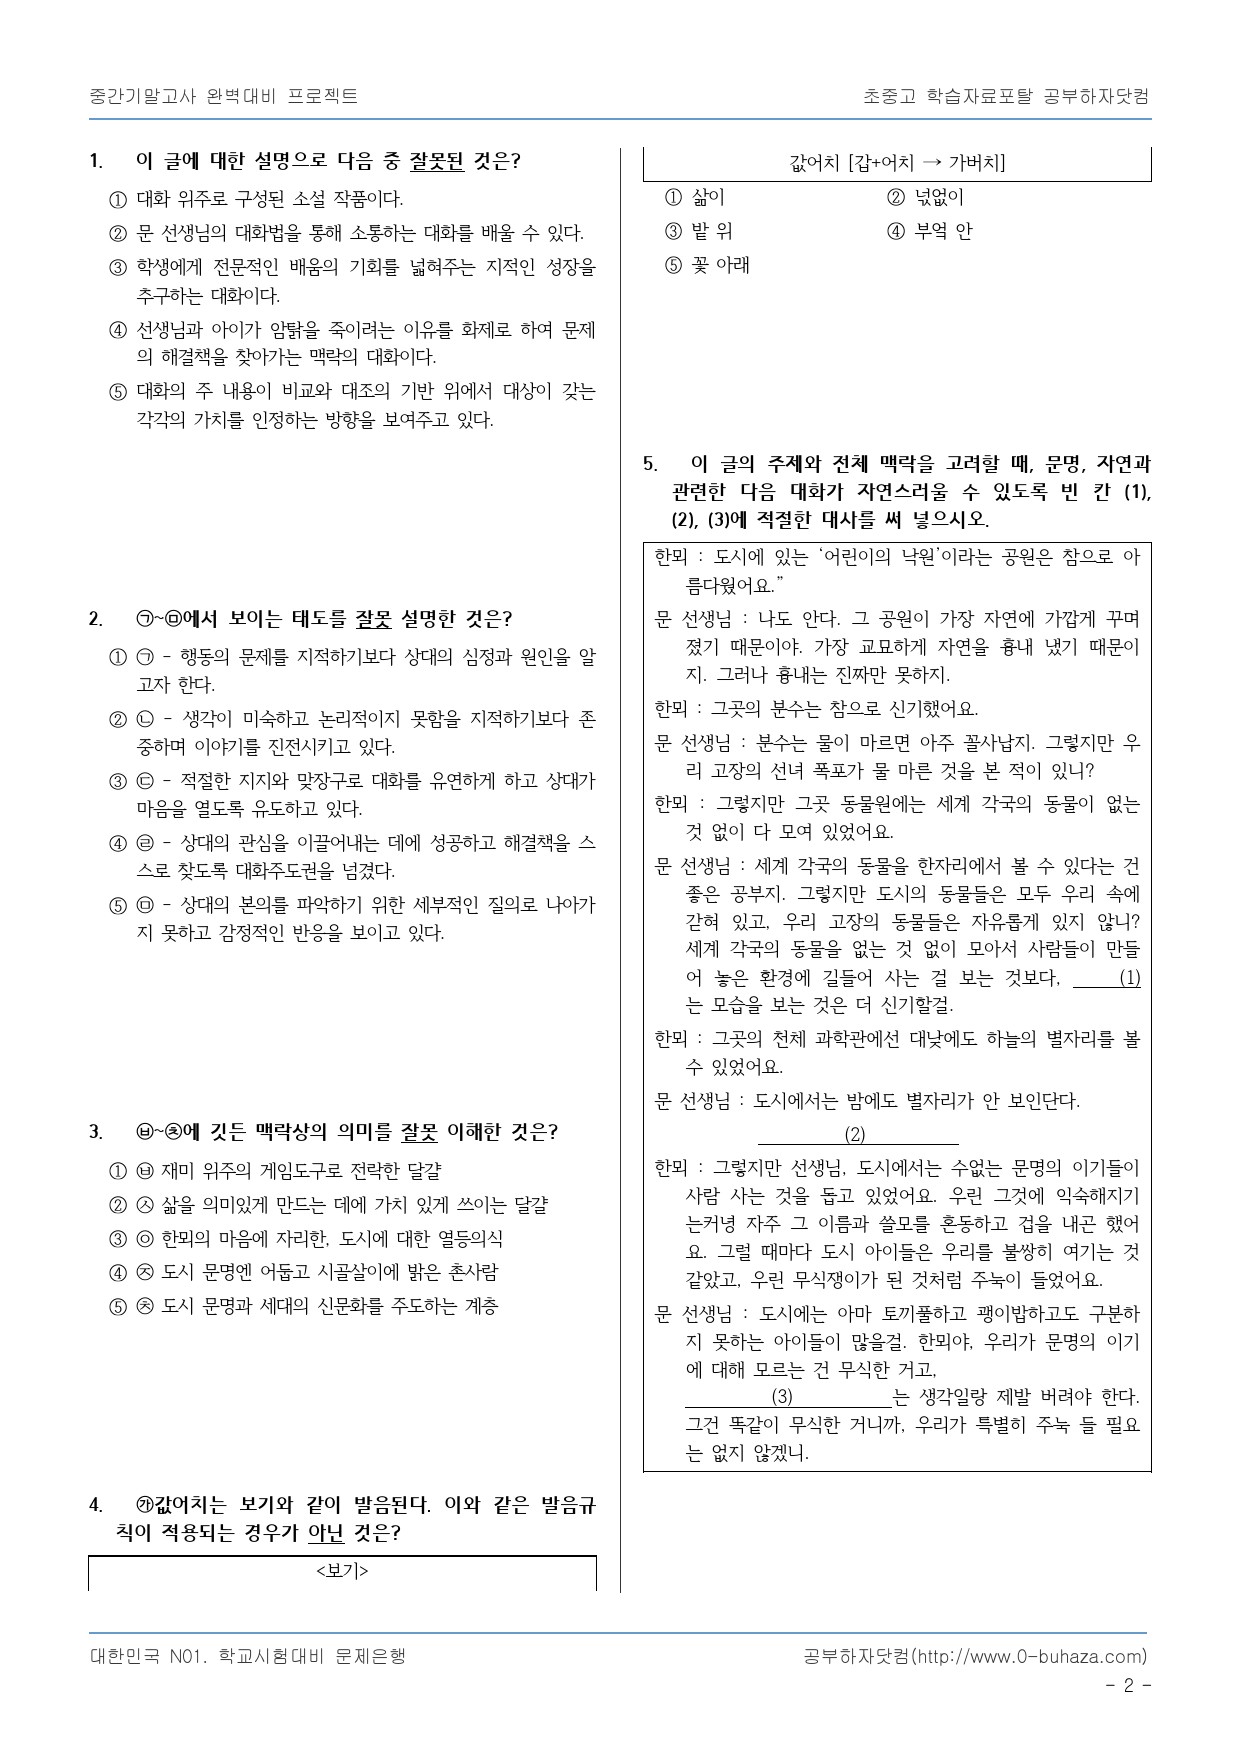 중간기말고사 완벽대비 프로젝트
초중고 학습자료포탈 공부하자닷컴
1. 이 글에 대한 설명으로 다음 중 잘못된 것은?
① 대화 위주로 구성된 소설 작품이다.
② 문 선생님의 대화법을 통해 소통하는 대화를 배울 수 있다.
③ 학생에게 전문적인 배움의 기회를 넓혀주는 지적인 성장을
추구하는 대화이다.
④ 선생님과 아이가 암탉을 죽이려는 이유를 화제로 하여 문제
의 해결책을 찾아가는 맥락의 대화이다.
⑤ 대화의 주 내용이 비교와 대조의 기반 위에서 대상이 갖는
각각의 가치를 인정하는 방향을 보여주고 있다.
2. ㉠~㉤에서 보이는 태도를 잘못 설명한 것은?
① ㉠ - 행동의 문제를 지적하기보다 상대의 심정과 원인을 알
고자 한다.
② ㉡ - 생각이 미숙하고 논리적이지 못함을 지적하기보다 존
중하며 이야기를 진전시키고 있다.
③ ㉢ - 적절한 지지와 맞장구로 대화를 유연하게 하고 상대가
마음을 열도록 유도하고 있다.
④ ㉣ - 상대의 관심을 이끌어내는 데에 성공하고 해결책을 스
스로 찾도록 대화주도권을 넘겼다.
⑤ ㉤ - 상대의 본의를 파악하기 위한 세부적인 질의로 나아가
지 못하고 감정적인 반응을 보이고 있다.
3. ㉥~㉩에 깃든 맥락상의 의미를 잘못 이해한 것은?
① ㉥ 재미 위주의 게임도구로 전락한 달걀
② ㉦ 삶을 의미있게 만드는 데에 가치 있게 쓰이는 달걀
③ ㉧ 한뫼의 마음에 자리한, 도시에 대한 열등의식
④ ㉨ 도시 문명엔 어둡고 시골살이에 밝은 촌사람
⑤ ㉩ 도시 문명과 세대의 신문화를 주도하는 계층
4. ㉮값어치는 보기와 같이 발음된다. 이와 같은 발음규
칙이 적용되는 경우가 아닌 것은?
<보기>
값어치 [갑+어치 → 가버치]
① 삶이 ② 넋없이
③ 밭 위 ④ 부엌 안
⑤ 꽃 아래
5. 이 글의 주제와 전체 맥락을 고려할 때, 문명, 자연과
관련한 다음 대화가 자연스러울 수 있도록 빈 칸 (1),
(2), (3)에 적절한 대사를 써 넣으시오.
한뫼 : 도시에 있는 ‘어린이의 낙원’이라는 공원은 참으로 아
름다웠어요.”
문 선생님 : 나도 안다. 그 공원이 가장 자연에 가깝게 꾸며
졌기 때문이야. 가장 교묘하게 자연을 흉내 냈기 때문이
지. 그러나 흉내는 진짜만 못하지.
한뫼 : 그곳의 분수는 참으로 신기했어요.
문 선생님 : 분수는 물이 마르면 아주 꼴사납지. 그렇지만 우
리 고장의 선녀 폭포가 물 마른 것을 본 적이 있니?
한뫼 : 그렇지만 그곳 동물원에는 세계 각국의 동물이 없는
것 없이 다 모여 있었어요.
문 선생님 : 세계 각국의 동물을 한자리에서 볼 수 있다는 건
좋은 공부지. 그렇지만 도시의 동물들은 모두 우리 속에
갇혀 있고, 우리 고장의 동물들은 자유롭게 있지 않니?
세계 각국의 동물을 없는 것 없이 모아서 사람들이 만들
어 놓은 환경에 길들어 사는 걸 보는 것보다, ____(1)
는 모습을 보는 것은 더 신기할걸.
한뫼 : 그곳의 천체 과학관에선 대낮에도 하늘의 별자리를 볼
수 있었어요.
문 선생님 : 도시에서는 밤에도 별자리가 안 보인단다.
________(2)________
한뫼 : 그렇지만 선생님, 도시에서는 수없는 문명의 이기들이
사람 사는 것을 돕고 있었어요. 우린 그것에 익숙해지기
는커녕 자주 그 이름과 쓸모를 혼동하고 겁을 내곤 했어
요. 그럴 때마다 도시 아이들은 우리를 불쌍히 여기는 것
같았고, 우린 무식쟁이가 된 것처럼 주눅이 들었어요.
문 선생님 : 도시에는 아마 토끼풀하고 괭이밥하고도 구분하
지 못하는 아이들이 많을걸. 한뫼야, 우리가 문명의 이기
에 대해 모르는 건 무식한 거고,
________(3)________는 생각일랑 제발 버려야 한다.
그건 똑같이 무식한 거니까, 우리가 특별히 주눅 들 필요
는 없지 않겠니.
대한민국 N01. 학교시험대비 문제은행
공부하자닷컴(http://www.0-buhaza.com)
- 2 -